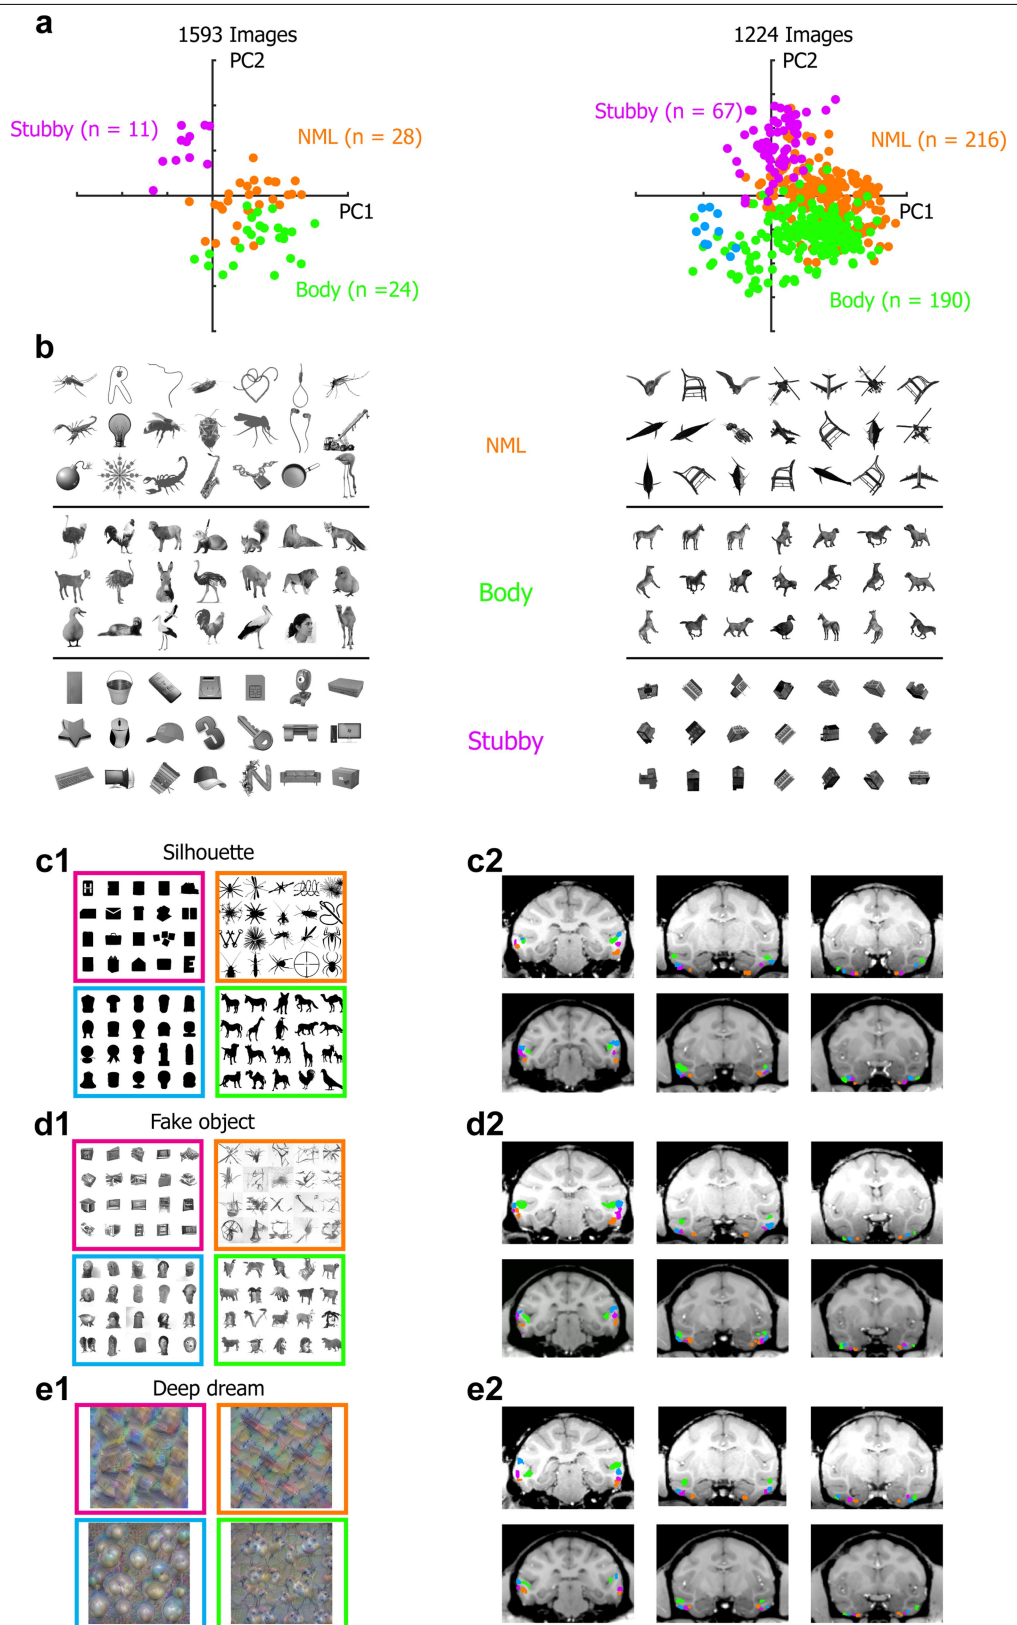 a
1593 Images
PC2
Stubby (n = 11)
NML (n = 28)
PC1
Body (n =24)
1224 Images
PC2
Stubby (n = 67)
NML (n = 216)
PC1
Body (n = 190)
b
NML
Body
Stubby
c1
Silhouette
c2
d1
Fake object
d2
e1
Deep dream
e2